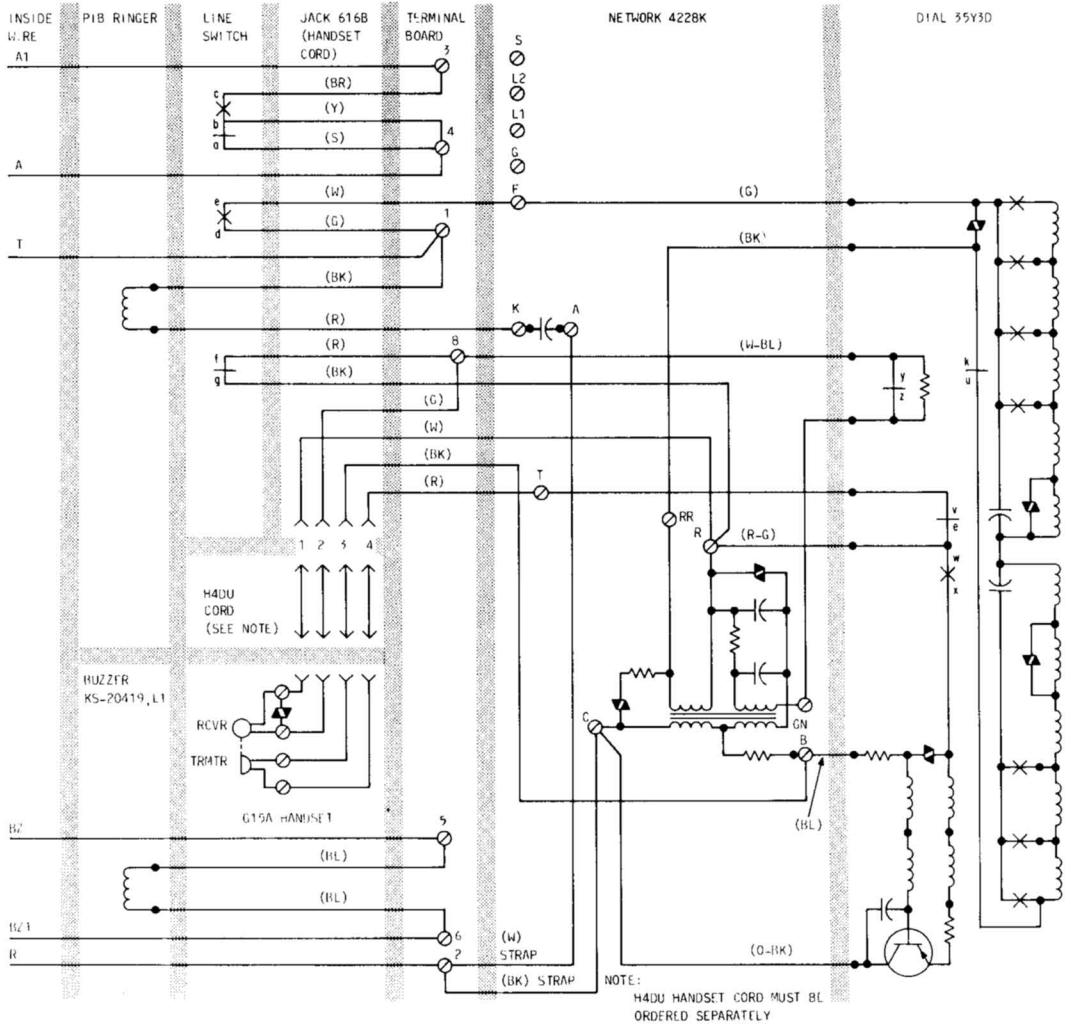 INSIDE WIRE
PIB RINGER
LINE SWITCH
JACK 616B (HANDSET CORD)
TERMINAL BOARD
NETWORK 4228K
DIAL 35Y3D
A1
3
S
(BR)
L2
c
(Y)
b
L1
(S)
4
a
G
A
F
e
(W)
(G)
(G)
1
d
T
(BK)
(BK)
K
A
(R)
f
(R)
8
(W-BL)
g
(BK)
k
u
y
z
(G)
(W)
(BK)
(R)
T
RR
v
e
R
(R-G)
w
x
1 2 3 4
H4DU
CORD
(SEE NOTE)
BUZZER
KS-20419,L1
RCVR
C
GN
B
TRMTR
(BL)
G15A HANDSET
BZ
5
(BL)
(BL)
BZ1
6
R
2
(W)
STRAP
(O-BK)
(BK) STRAP
NOTE:
H4DU HANDSET CORD MUST BE
ORDERED SEPARATELY